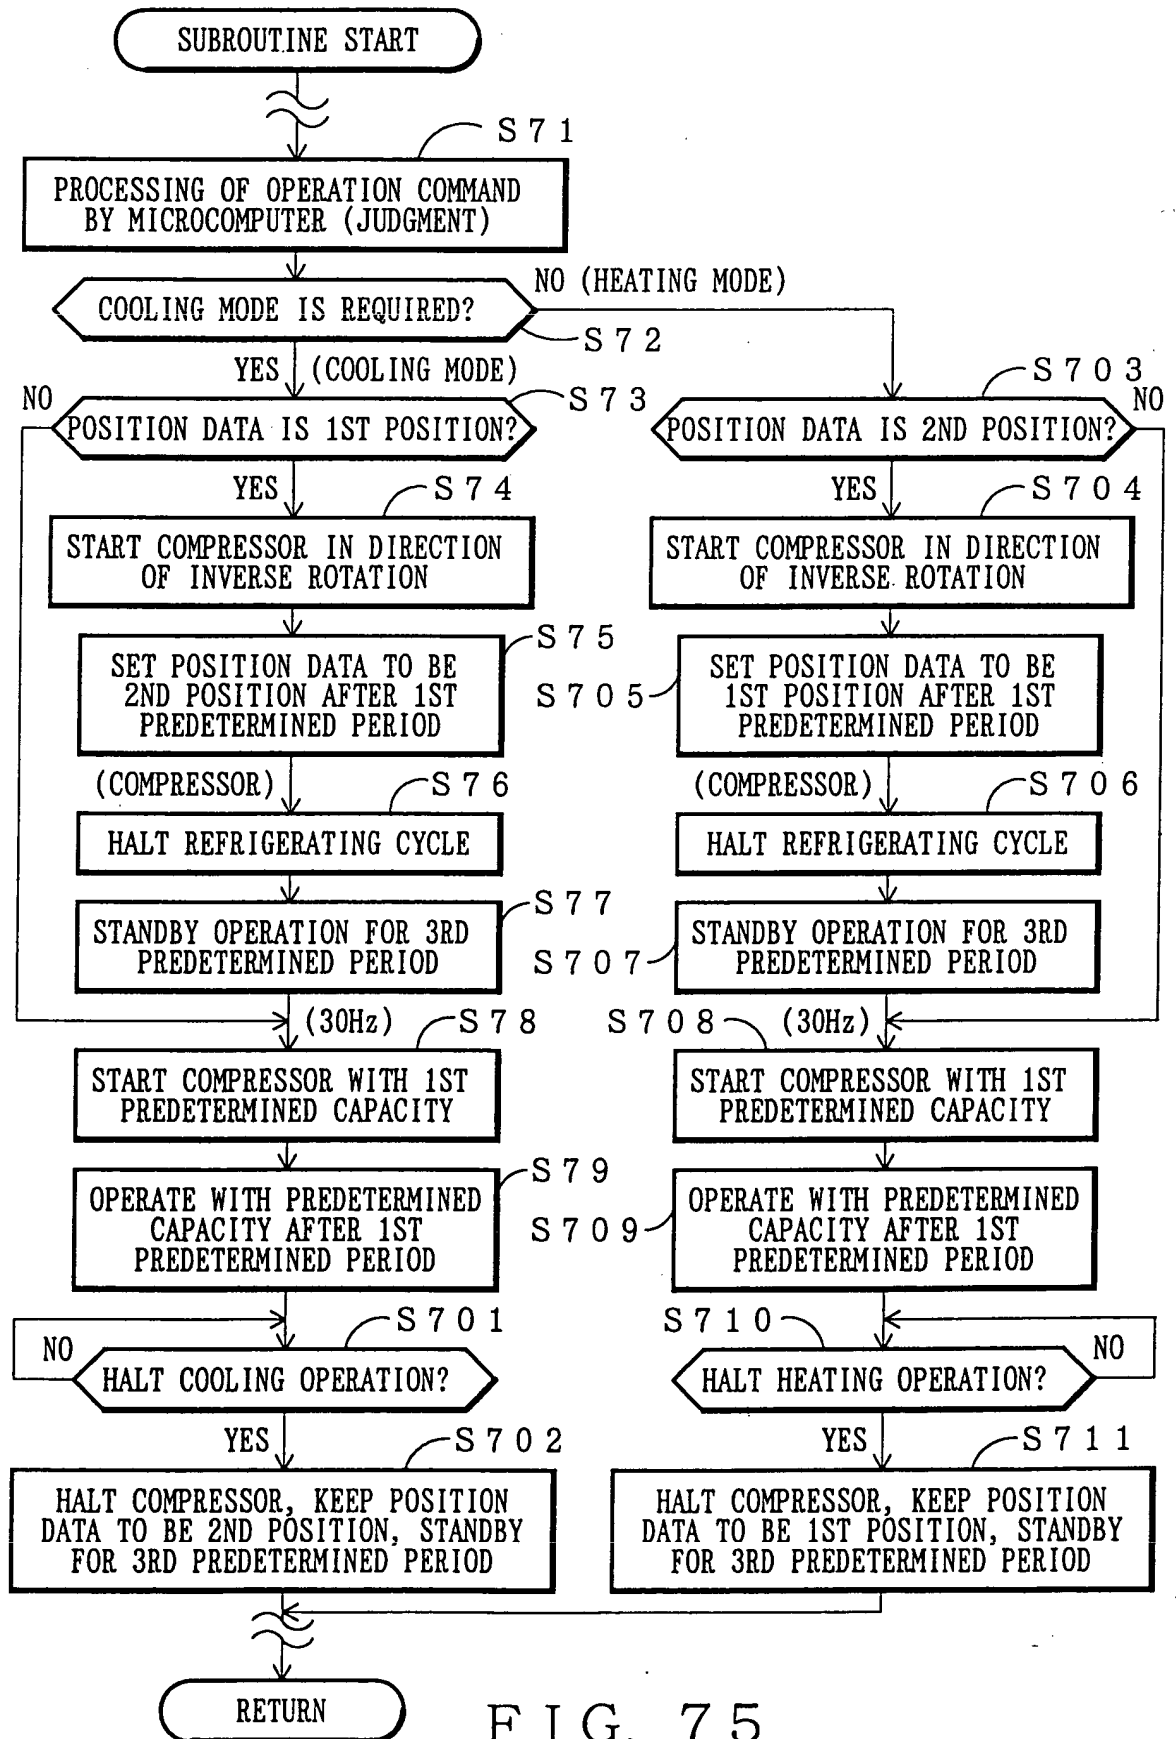 SUBROUTINE START
S71
PROCESSING OF OPERATION COMMAND
BY MICROCOMPUTER (JUDGMENT)
NO (HEATING MODE)
COOLING MODE IS REQUIRED?
S72
YES (COOLING MODE)
NO
S73
POSITION DATA IS 1ST POSITION?
YES
S74
START COMPRESSOR IN DIRECTION
OF INVERSE ROTATION
S75
SET POSITION DATA TO BE
2ND POSITION AFTER 1ST
PREDETERMINED PERIOD
(COMPRESSOR)
S76
HALT REFRIGERATING CYCLE
S77
STANDBY OPERATION FOR 3RD
PREDETERMINED PERIOD
(30Hz)
S78
START COMPRESSOR WITH 1ST
PREDETERMINED CAPACITY
S79
OPERATE WITH PREDETERMINED
CAPACITY AFTER 1ST
PREDETERMINED PERIOD
S701
NO
HALT COOLING OPERATION?
YES
S702
HALT COMPRESSOR, KEEP POSITION
DATA TO BE 2ND POSITION, STANDBY
FOR 3RD PREDETERMINED PERIOD
S703
NO
POSITION DATA IS 2ND POSITION?
YES
S704
START COMPRESSOR IN DIRECTION
OF INVERSE ROTATION
S705
SET POSITION DATA TO BE
1ST POSITION AFTER 1ST
PREDETERMINED PERIOD
(COMPRESSOR)
S706
HALT REFRIGERATING CYCLE
S707
STANDBY OPERATION FOR 3RD
PREDETERMINED PERIOD
S708
(30Hz)
START COMPRESSOR WITH 1ST
PREDETERMINED CAPACITY
S709
OPERATE WITH PREDETERMINED
CAPACITY AFTER 1ST
PREDETERMINED PERIOD
S710
NO
HALT HEATING OPERATION?
YES
S711
HALT COMPRESSOR, KEEP POSITION
DATA TO BE 1ST POSITION, STANDBY
FOR 3RD PREDETERMINED PERIOD
RETURN
FIG. 75